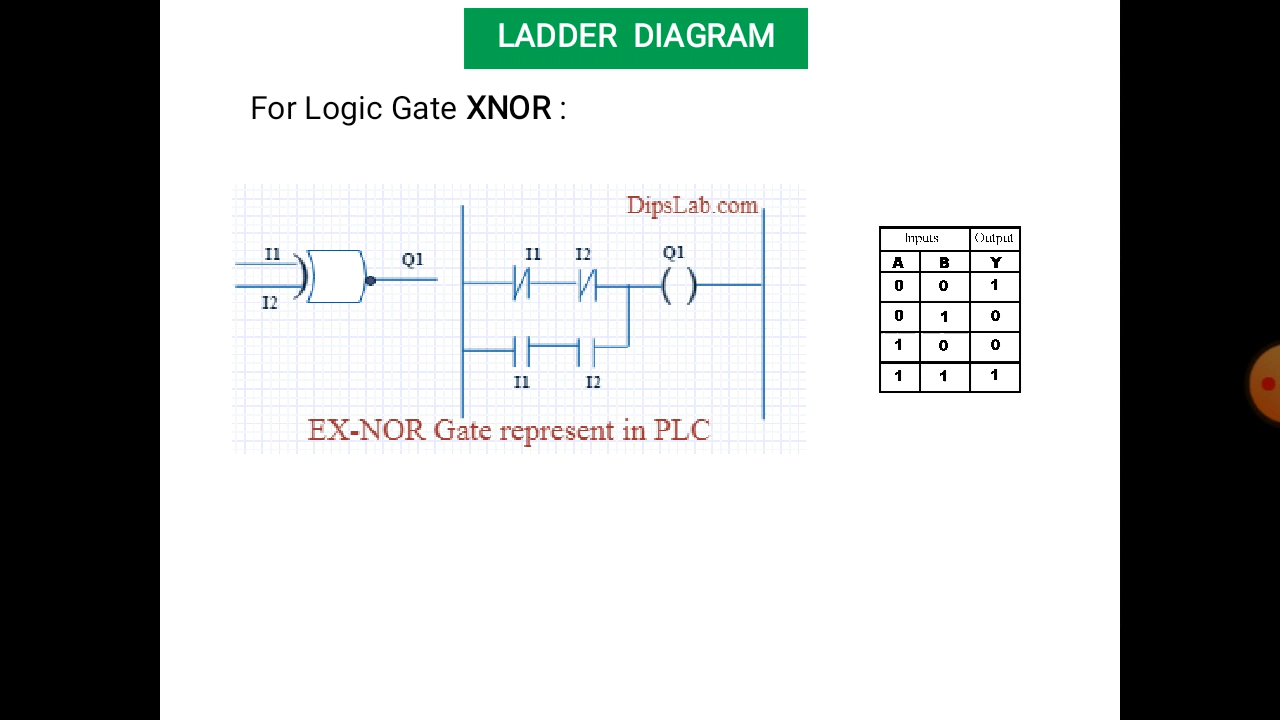 LADDER DIAGRAM
For Logic Gate XNOR :
DipsLab.com
I1
I2
Q1
I1
I2
Q1
I1
I2
EX-NOR Gate represent in PLC
Inputs Output
A B Y
0 0 1
0 1 0
1 0 0
1 1 1